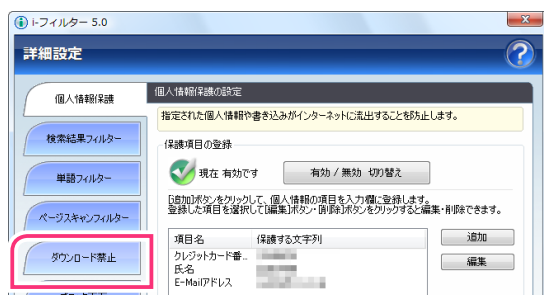 i-フィルター 5.0
詳細設定
個人情報保護
検索結果フィルター
単語フィルター
ページスキャンフィルター
ダウンロード禁止
個人情報保護の設定
指定された個人情報や書き込みがインターネットに流出することを防止します。
保護項目の登録
現在 有効です
有効 / 無効 切り替え
[追加]ボタンをクリックして、個人情報の項目を入力欄に登録します。
登録した項目を選択して[編集]ボタン・[削除]ボタンをクリックすると編集・削除できます。
項目名 保護する文字列
追加
クレジットカード番...
編集
氏名
E-Mailアドレス